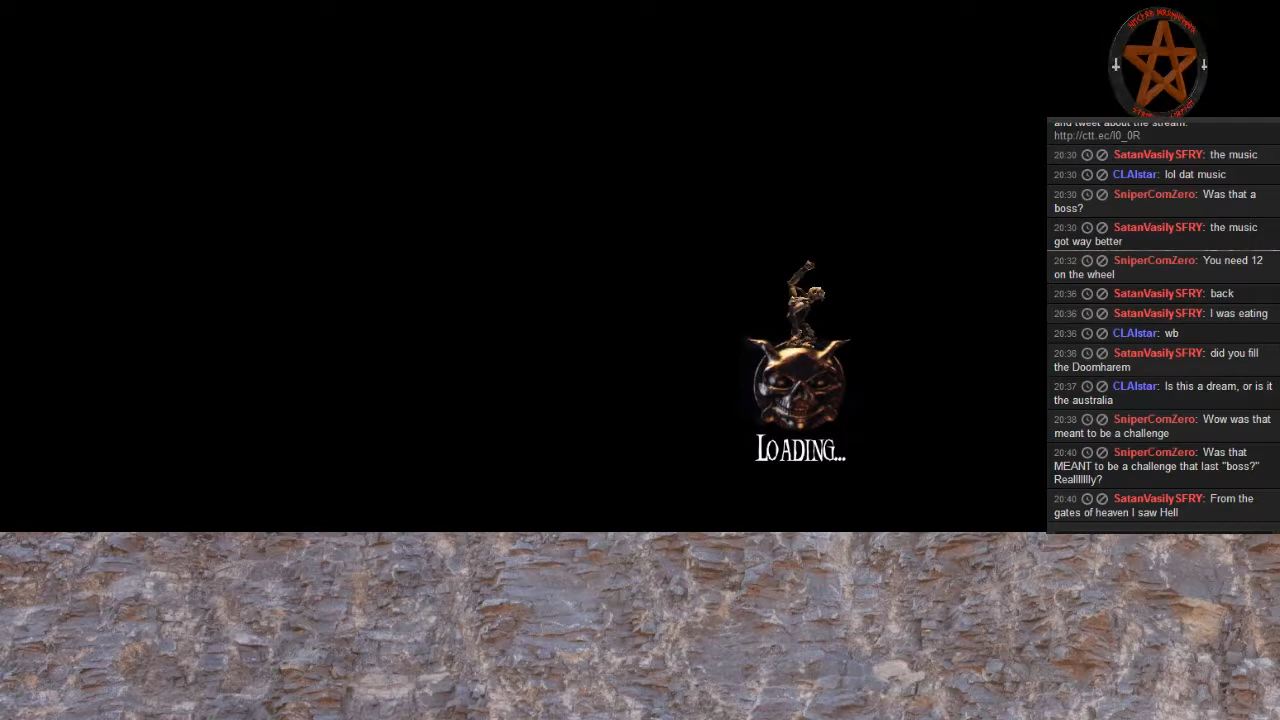 and tweet about the stream.
http://ctt.ec/l0_0R
20:30 SatanVasilySFRY: the music
20:30 CLAlstar: lol dat music
20:30 SniperComZero: Was that a
boss?
20:30 SatanVasilySFRY: the music
got way better
20:32 SniperComZero: You need 12
on the wheel
20:36 SatanVasilySFRY: back
20:36 SatanVasilySFRY: I was eating
20:36 CLAlstar: wb
20:36 SatanVasilySFRY: did you fill
the Doomharem
20:37 CLAlstar: Is this a dream, or is it
the australia
20:38 SniperComZero: Wow was that
meant to be a challenge
20:40 SniperComZero: Was that
MEANT to be a challenge that last "boss?"
Realllllllly?
20:40 SatanVasilySFRY: From the
gates of heaven I saw Hell
LOADING...